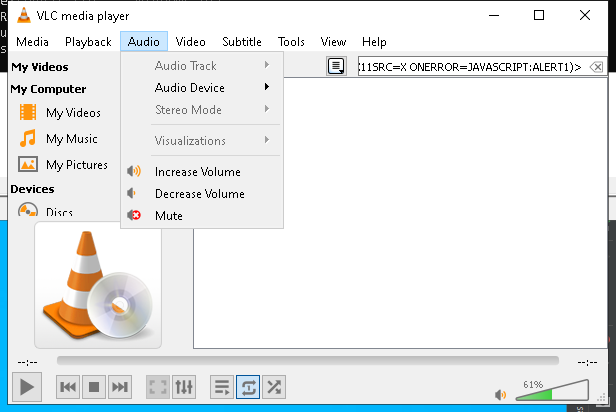 VLC media player
Media Playback Audio Video Subtitle Tools View Help
My Videos
My Computer
My Videos
My Music
My Pictures
Devices
Discs
Audio Track
Audio Device
Stereo Mode
Visualizations
Increase Volume
Decrease Volume
Mute
11SRC=X ONERROR=JAVASCRIPT:ALERT1)>
--:-- --:--
61%